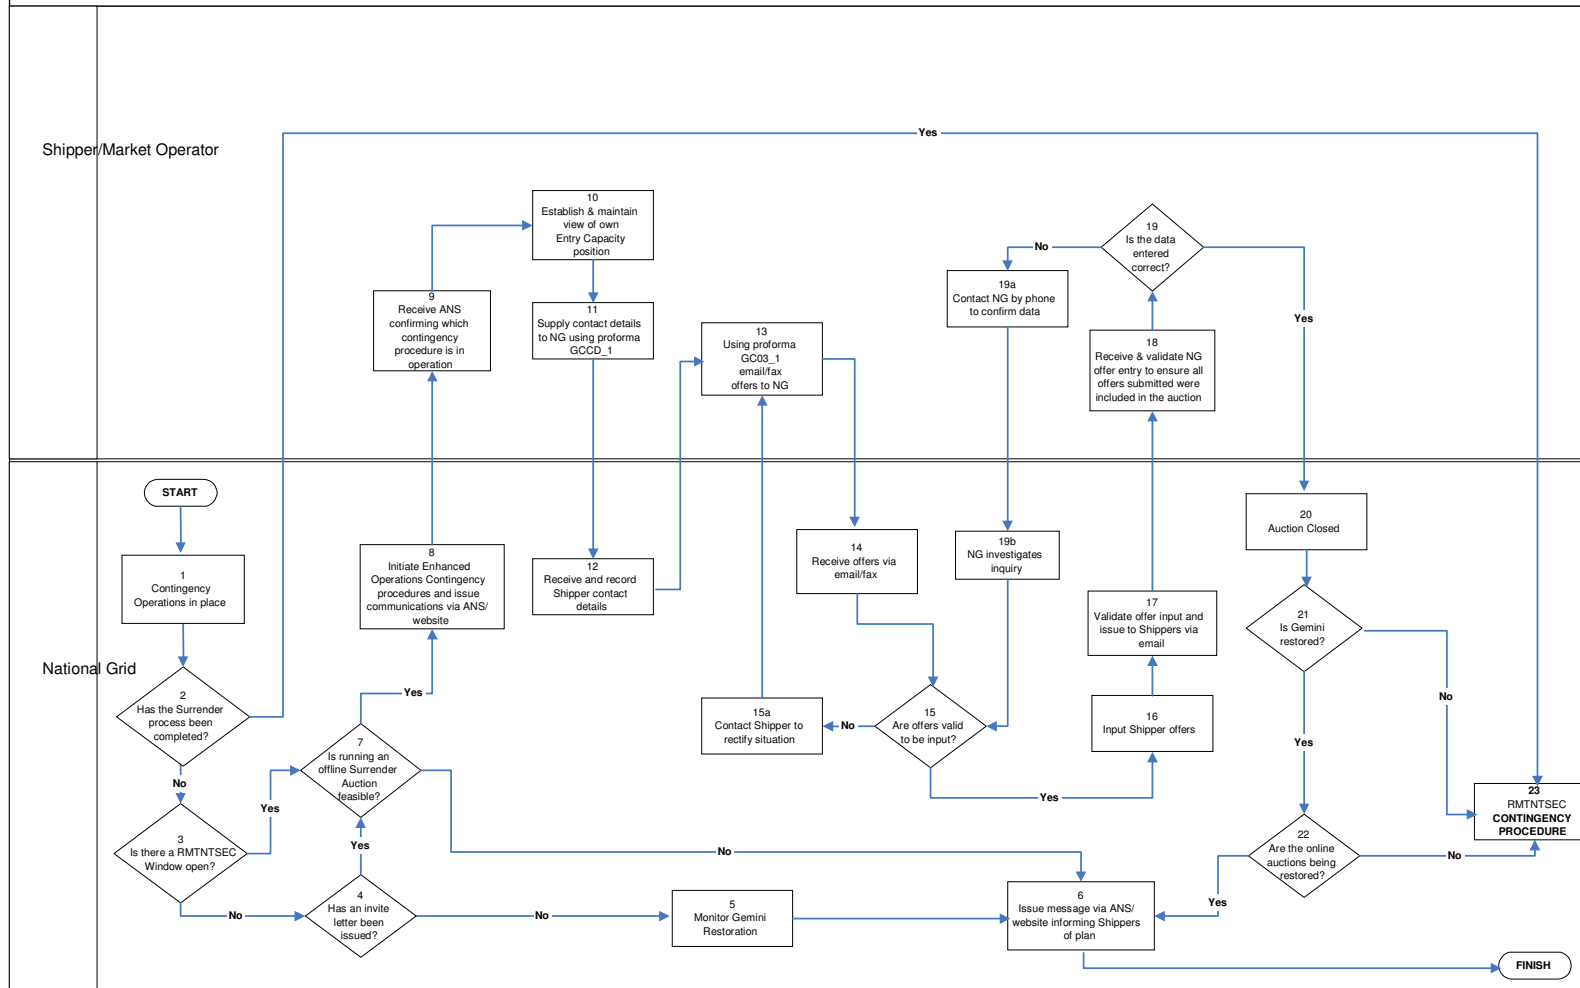 Yes
Shipper/Market Operator
10
Establish & maintain
view of own
Entry Capacity
position
19
Is the data
entered
correct?
No
9
Receive ANS
confirming which
contingency
procedure is in
operation
11
Supply contact details
to NG using proforma
GCCD_1
13
Using proforma
GC03_1
email/fax
offers to NG
19a
Contact NG by phone
to confirm data
Yes
18
Receive & validate NG
offer entry to ensure all
offers submitted were
included in the auction
START
20
Auction Closed
1
Contingency
Operations in place
8
Initiate Enhanced
Operations Contingency
procedures and issue
communications via ANS/
website
12
Receive and record
Shipper contact
details
14
Receive offers via
email/fax
19b
NG investigates
inquiry
17
Validate offer input and
issue to Shippers via
email
21
Is Gemini
restored?
National Grid
2
Has the Surrender
process been
completed?
Yes
15a
Contact Shipper to
rectify situation
No
15
Are offers valid
to be input?
16
Input Shipper offers
No
Yes
7
Is running an
offline Surrender
Auction
feasible?
No
Yes
Yes
23
RMTNTSEC
CONTINGENCY
PROCEDURE
3
Is there a RMTNTSEC
Window open?
Yes
No
22
Are the online
auctions being
restored?
No
4
Has an invite
letter been
issued?
No
No
5
Monitor Gemini
Restoration
6
Issue message via ANS/
website informing Shippers
of plan
Yes
FINISH